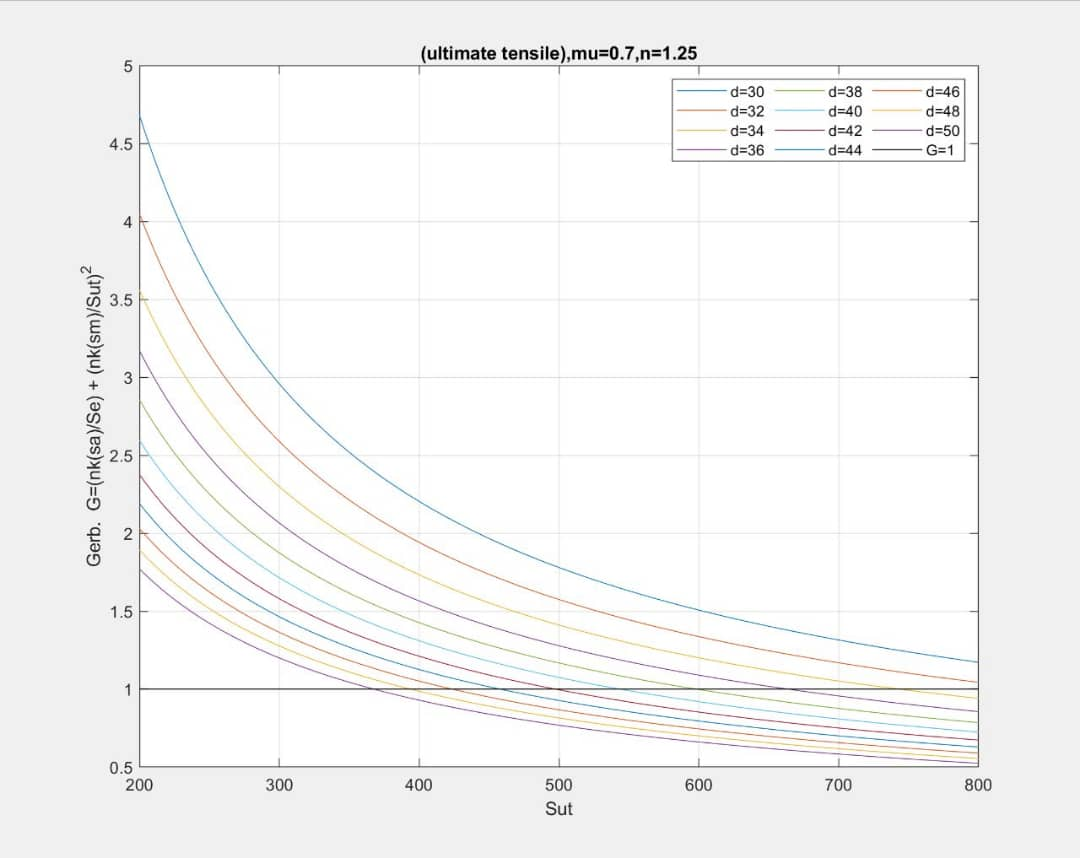 (ultimate tensile),mu=0.7,n=1.25
d=30 d=38 d=46
d=32 d=40 d=48
d=34 d=42 d=50
d=36 d=44 G=1
Gerb. G=(nk(sa)/Se) + (nk(sm)/Sut)²
5
4.5
4
3.5
3
2.5
2
1.5
1
0.5
200 300 400 500 600 700 800
Sut